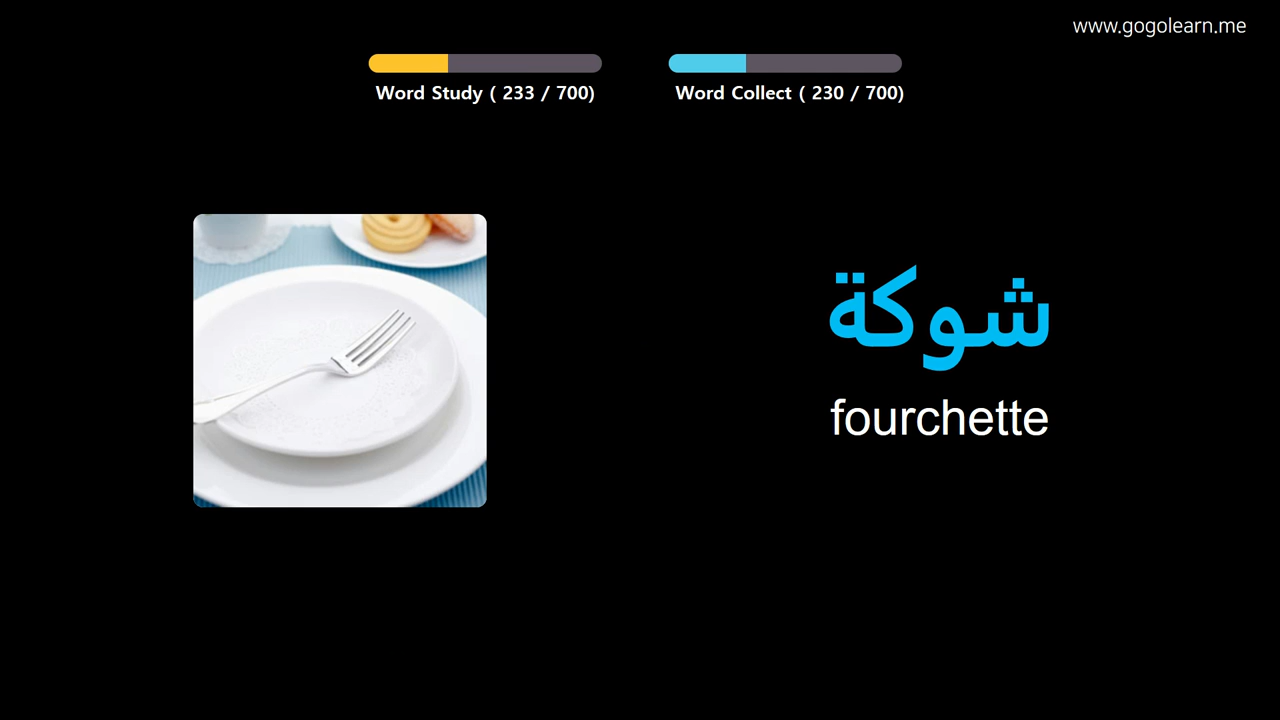 www.gogolearn.me
Word Study ( 233 / 700)
Word Collect ( 230 / 700)
شوكة
fourchette